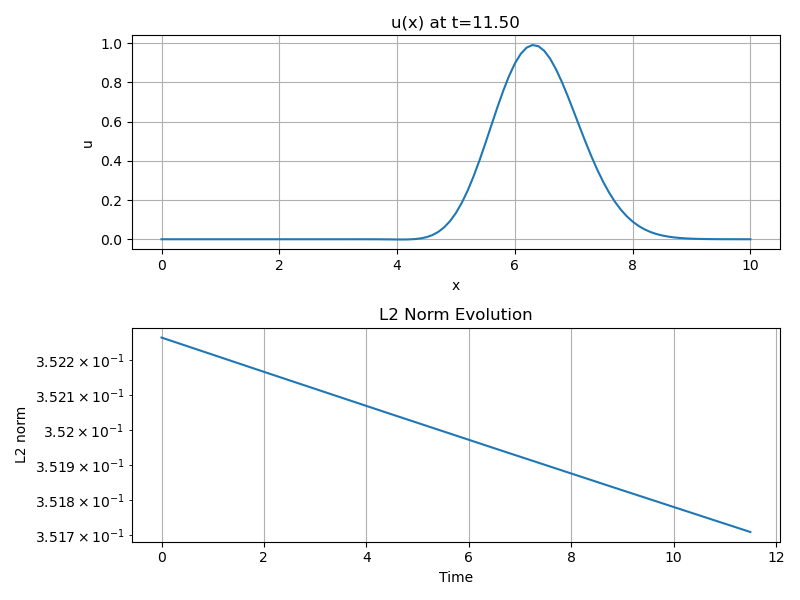 u(x) at t=11.50
1.0
0.8
0.6
0.4
0.2
0.0
u
0 2 4 6 8 10
x
L2 Norm Evolution
3.522 × 10⁻¹
3.521 × 10⁻¹
3.52 × 10⁻¹
3.519 × 10⁻¹
3.518 × 10⁻¹
3.517 × 10⁻¹
L2 norm
0 2 4 6 8 10 12
Time